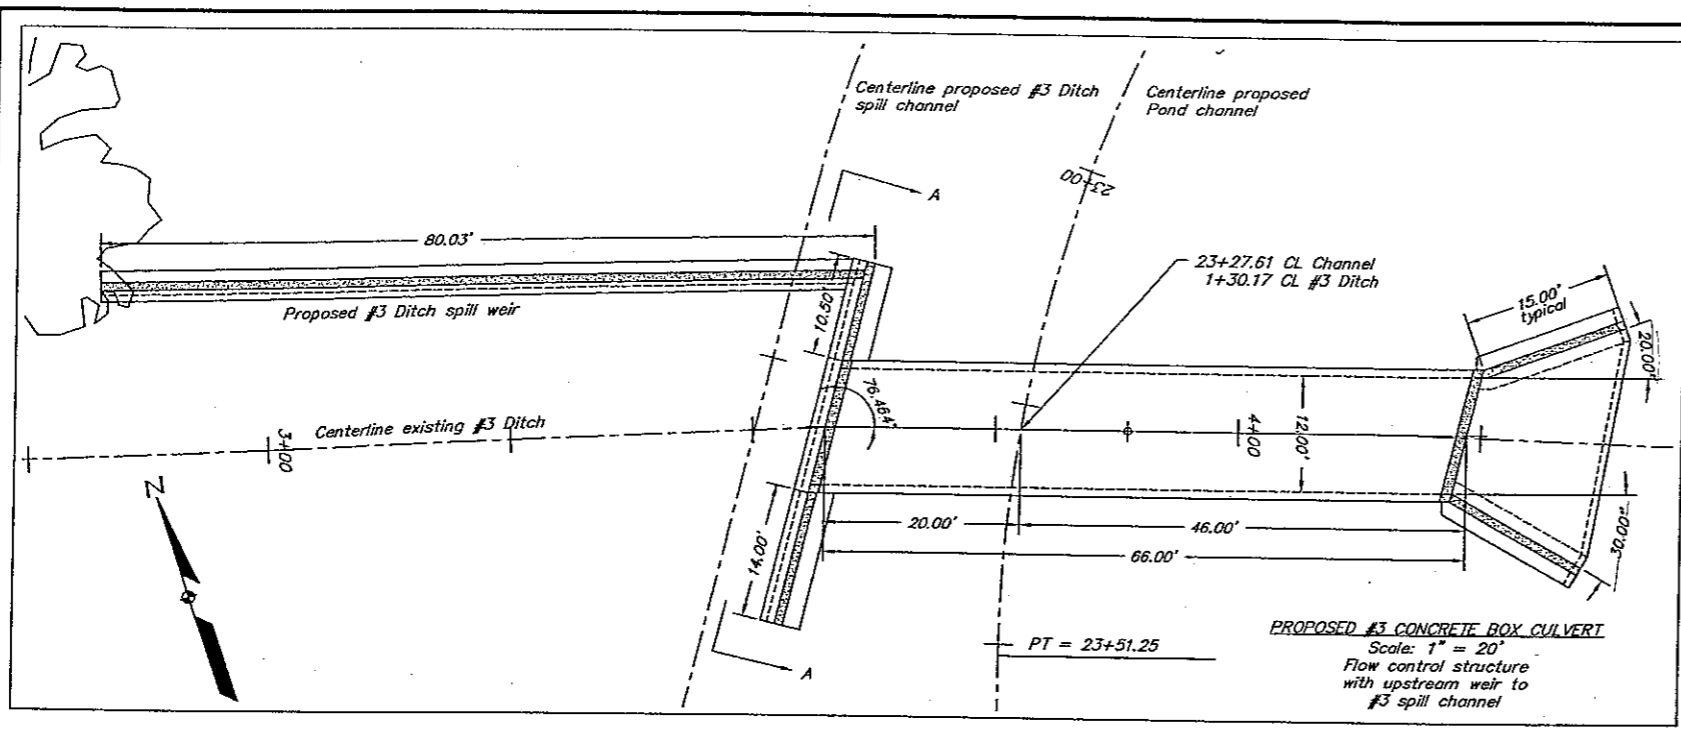 Centerline proposed #3 Ditch
spill channel
Centerline proposed
Pond channel
23+00
A
80.03'
23+27.61 CL Channel
1+30.17 CL #3 Ditch
15.00'
typical
20.00°
Proposed #3 Ditch spill weir
10.50'
76.464°
Centerline existing #3 Ditch
3+00
4+00
12.00'
N
20.00'
46.00'
66.00'
14.00'
30.00°
PT = 23+51.25
A
PROPOSED #3 CONCRETE BOX CULVERT
Scale: 1" = 20'
Flow control structure
with upstream weir to
#3 spill channel